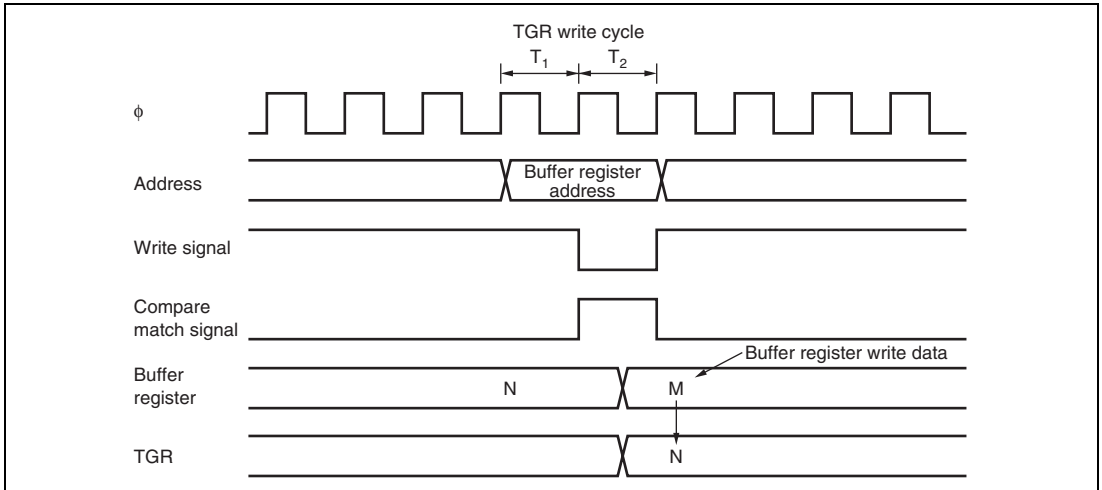 TGR write cycle
T1 T2
ϕ
Address
Buffer register
address
Write signal
Compare
match signal
Buffer register write data
Buffer
register
N M
TGR
N